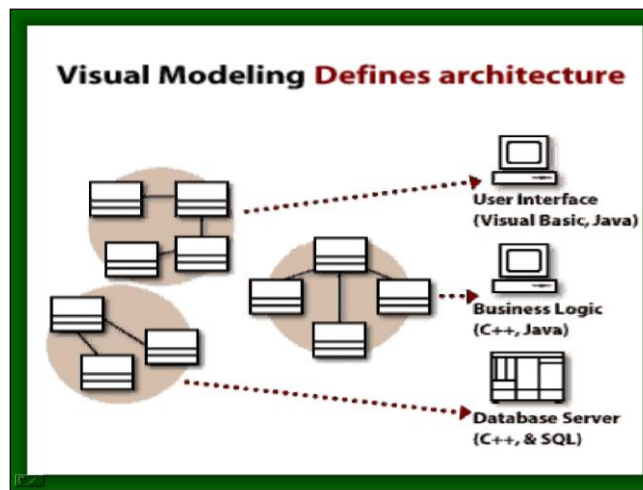 Visual Modeling Defines architecture
User Interface
(Visual Basic, Java)
Business Logic
(C++, Java)
Database Server
(C++, & SQL)